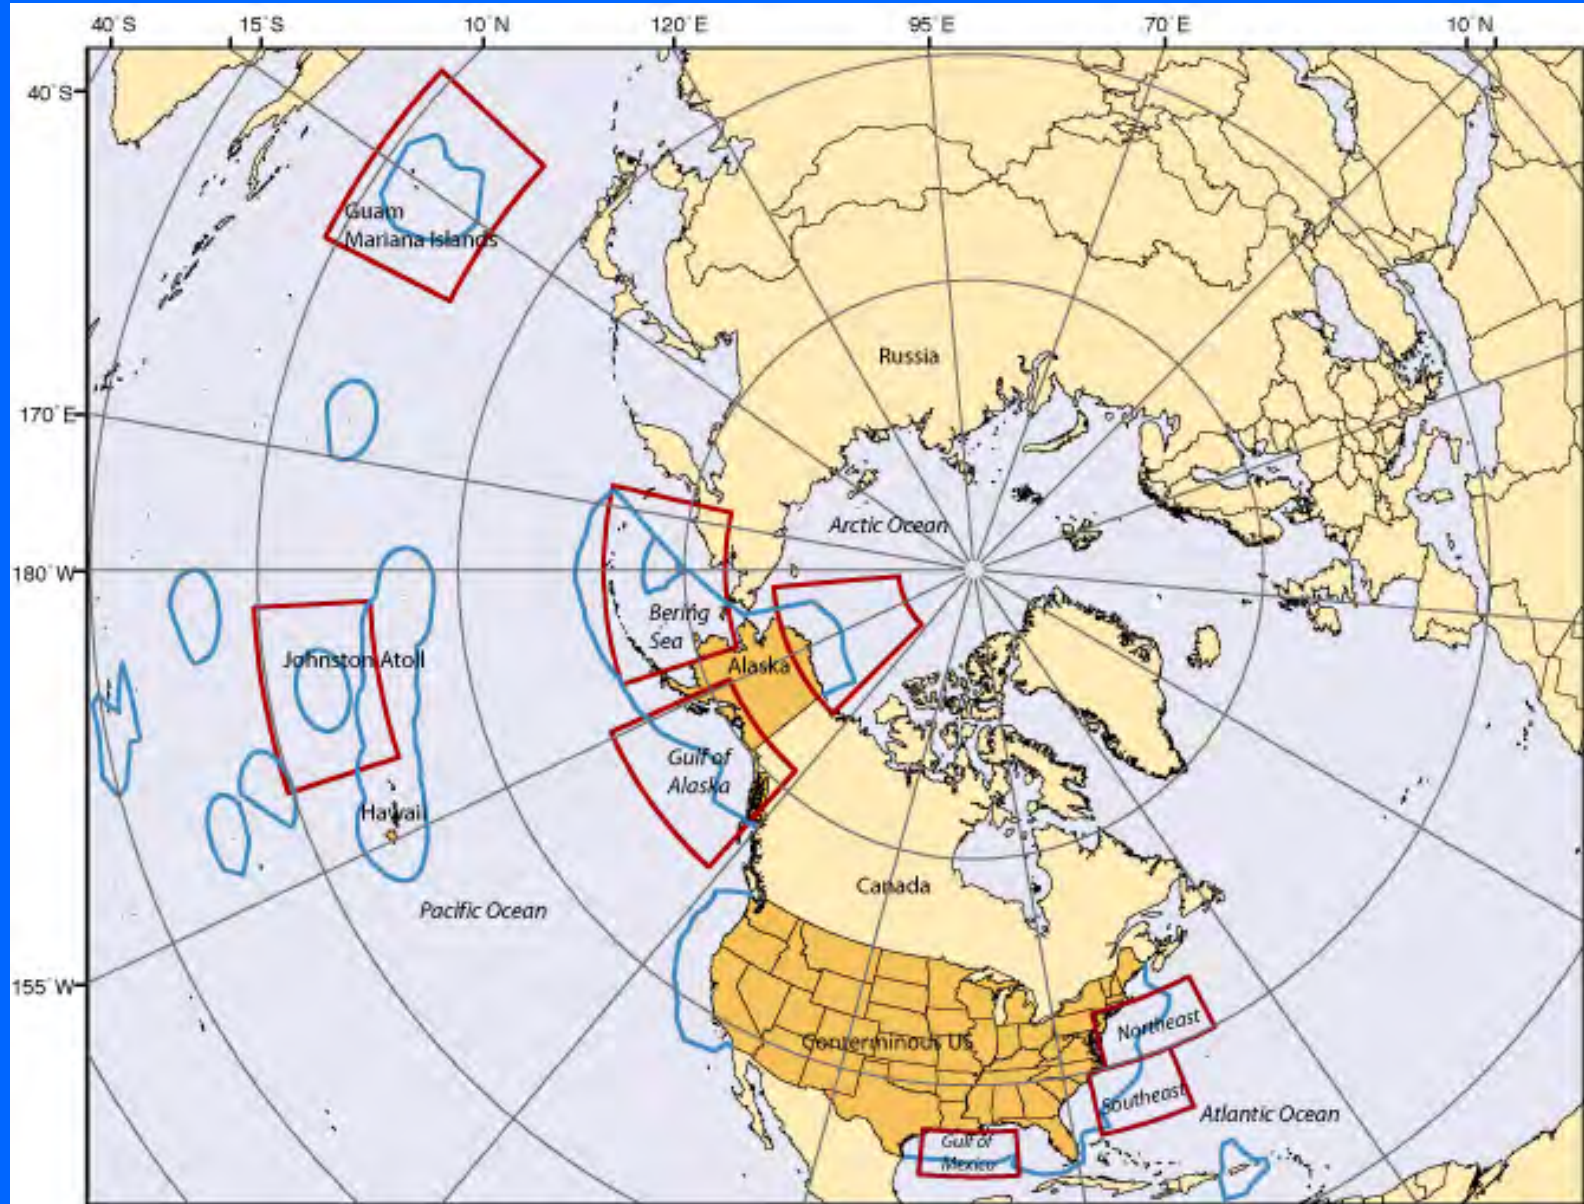 40°S 15°S 10°N 120°E 95°E 70°E 10°N
40°S
Guam
Mariana Islands
Russia
170°E
Arctic Ocean
180°W
Bering
Sea
Johnston Atoll
Alaska
Gulf of
Alaska
Hawaii
Canada
Pacific Ocean
155°W
Northeast
Conterminous US
Southeast
Atlantic Ocean
Gulf of
Mexico